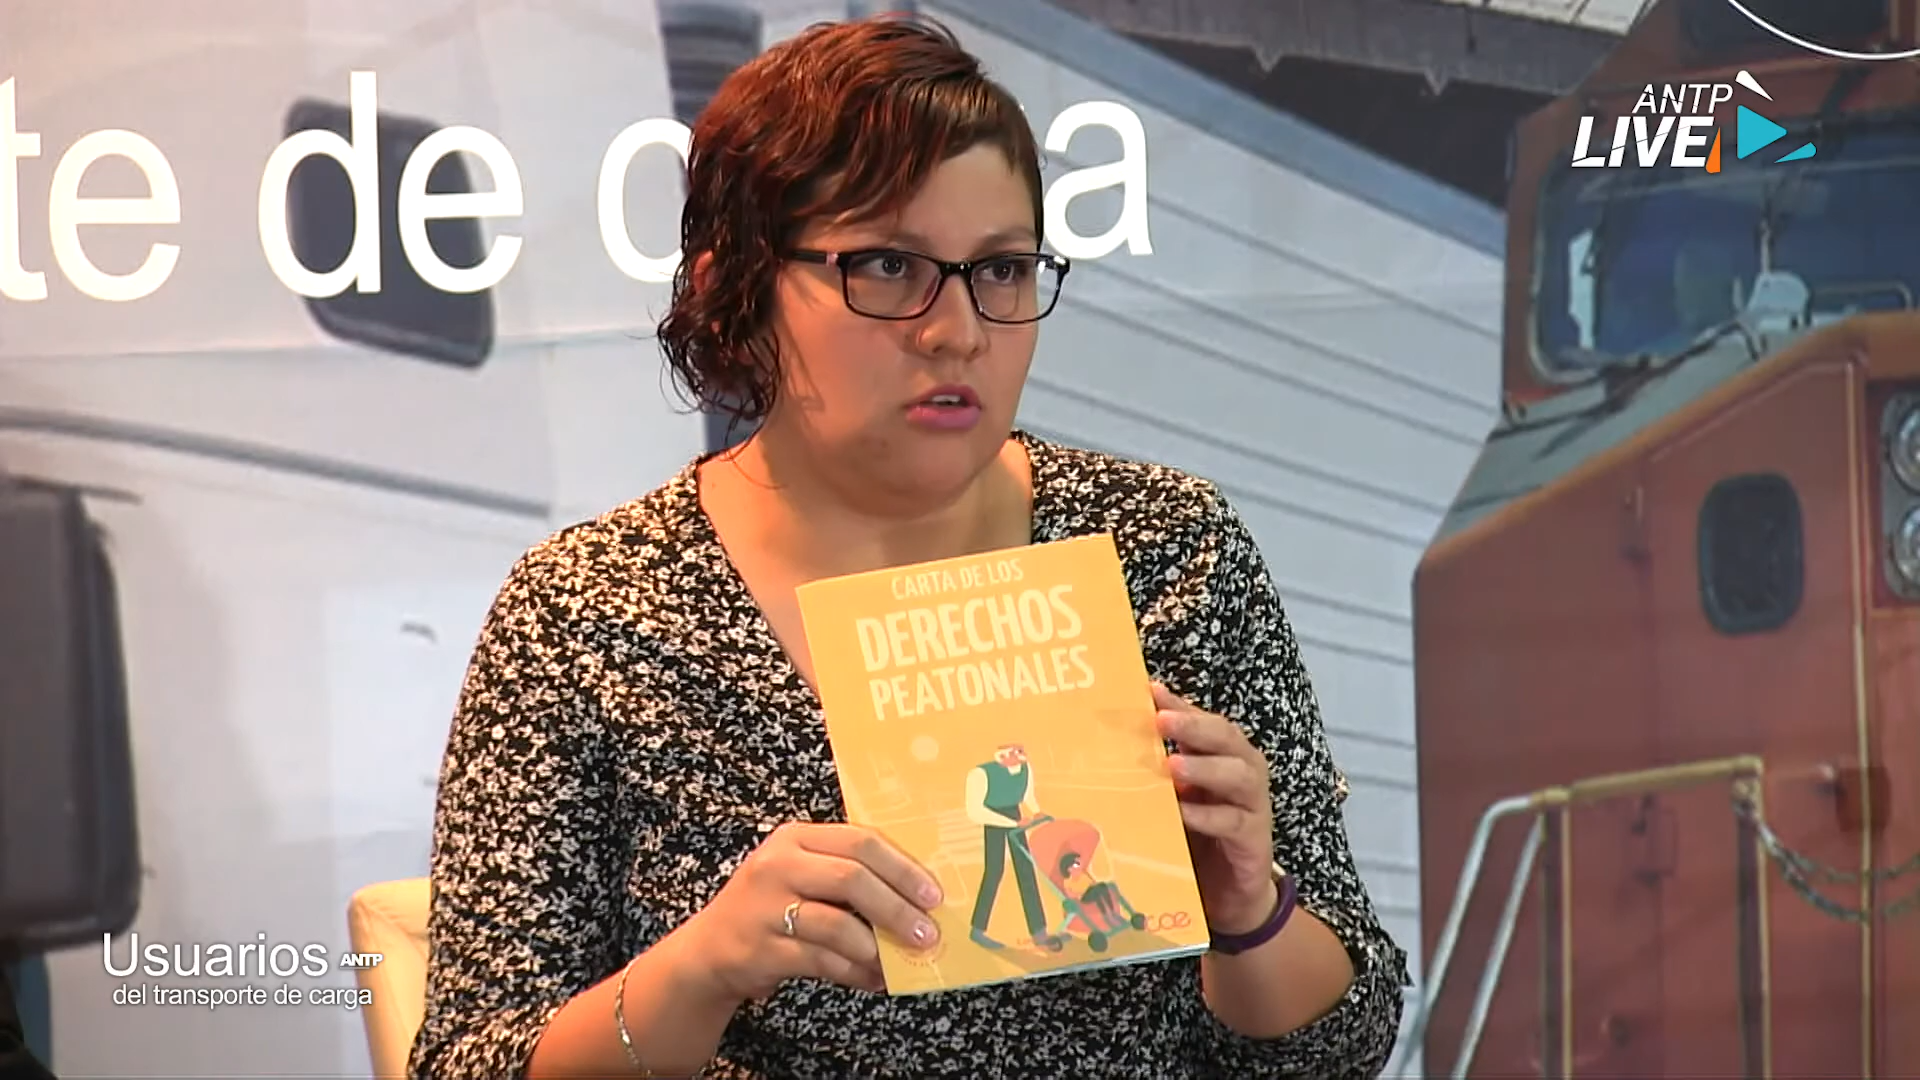 te de c a
ANTP
LIVE
CARTA DE LOS
DERECHOS
PEATONALES
Usuarios ANTP
del transporte de carga